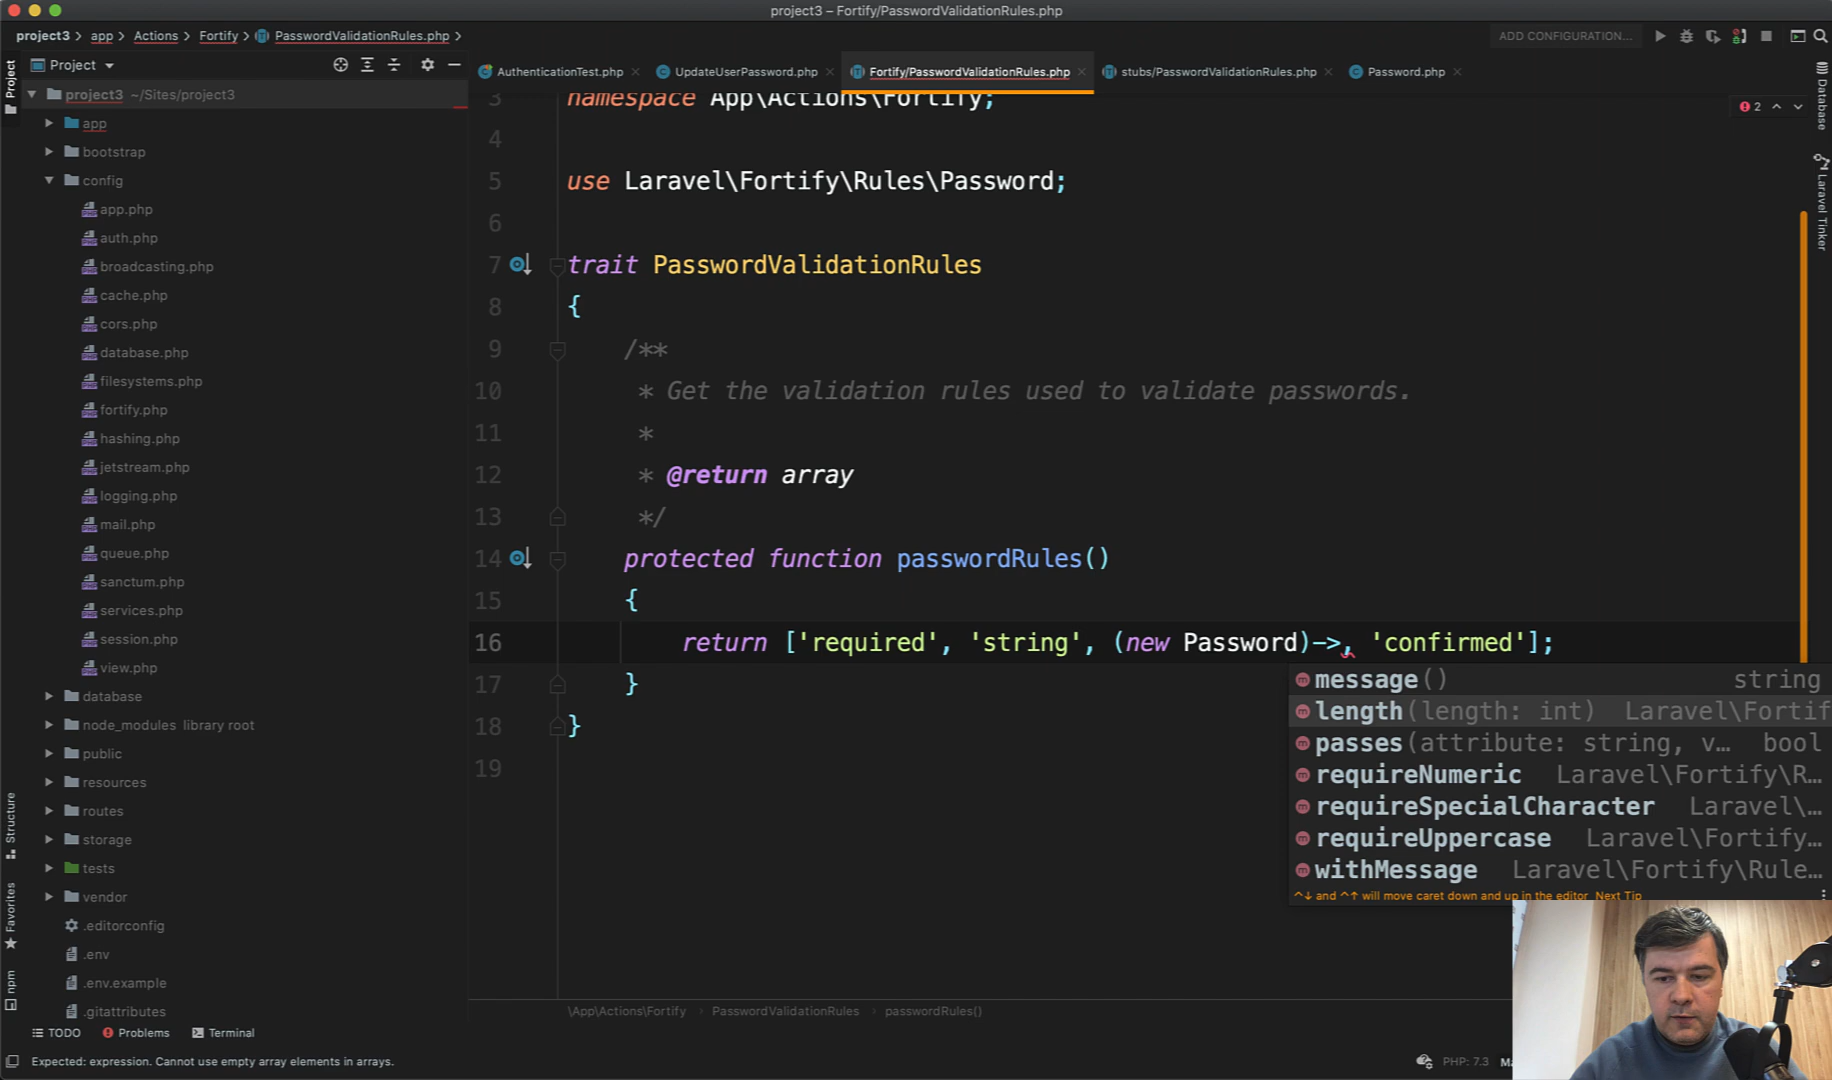 project3 – Fortify/PasswordValidationRules.php
project3 > app > Actions > Fortify > PasswordValidationRules.php >
ADD CONFIGURATION...
Project
AuthenticationTest.php
UpdateUserPassword.php
Fortify/PasswordValidationRules.php
stubs/PasswordValidationRules.php
Password.php
project3 ~/Sites/project3
app
bootstrap
config
app.php
auth.php
broadcasting.php
cache.php
cors.php
database.php
filesystems.php
fortify.php
hashing.php
jetstream.php
logging.php
mail.php
queue.php
sanctum.php
services.php
session.php
view.php
database
node_modules library root
public
resources
routes
storage
tests
vendor
.editorconfig
.env
.env.example
.gitattributes
Project
Structure
Favorites
npm
3 namespace App\Actions\Fortify;
4
5 use Laravel\Fortify\Rules\Password;
6
7 trait PasswordValidationRules
8 {
9 /**
10 * Get the validation rules used to validate passwords.
11 *
12 * @return array
13 */
14 protected function passwordRules()
15 {
16 return ['required', 'string', (new Password)->, 'confirmed'];
17 }
18 }
19
2
message() string
length(length: int) Laravel\Fortif
passes(attribute: string, v... bool
requireNumeric Laravel\Fortify\R...
requireSpecialCharacter Laravel\...
requireUppercase Laravel\Fortify...
withMessage Laravel\Fortify\Rule...
^↓ and ^↑ will move caret down and up in the editor Next Tip
Database
Laravel Tinker
\App\Actions\Fortify > PasswordValidationRules > passwordRules()
TODO Problems Terminal
Expected: expression. Cannot use empty array elements in arrays.
PHP: 7.3